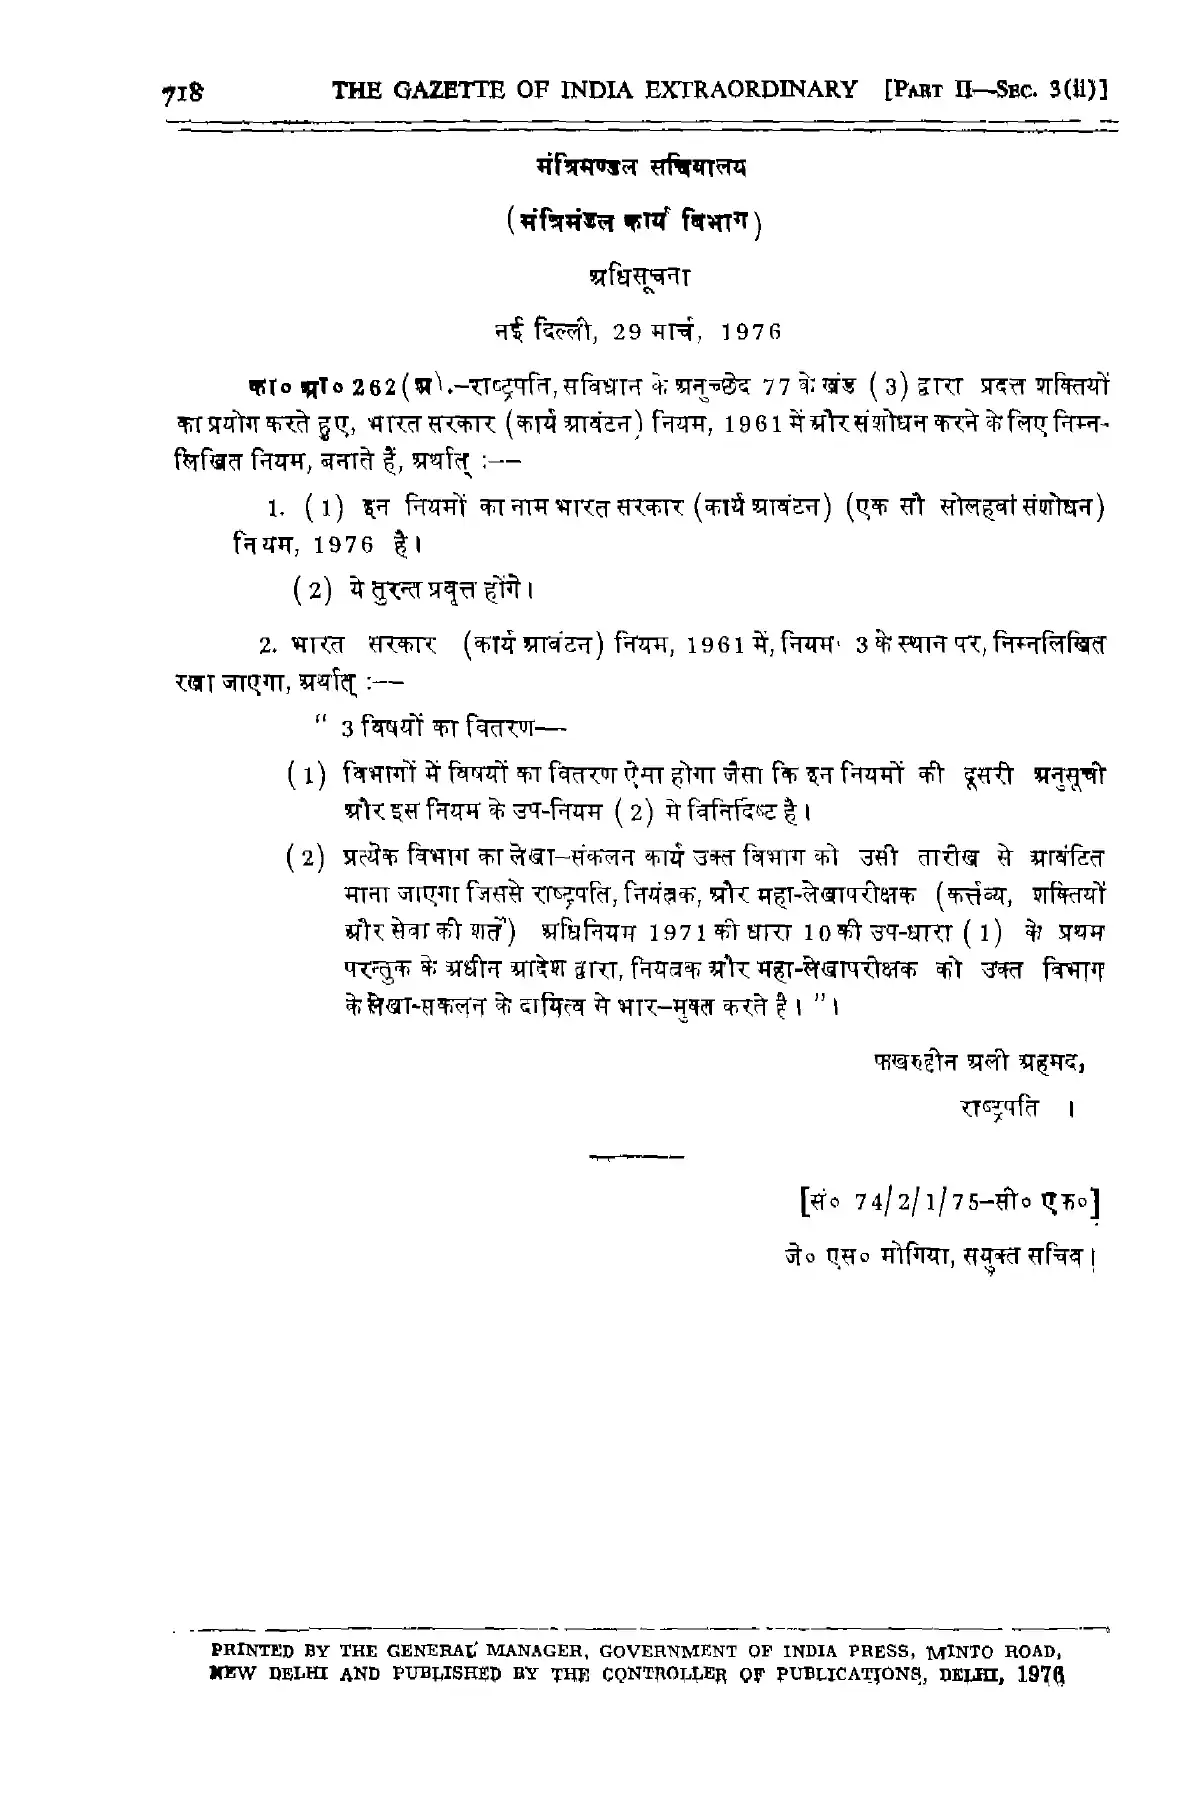 718 THE GAZETTE OF INDIA EXTRAORDINARY [PART II—SEC. 3(ii)]
मंत्रिमण्डल सचिवालय
(मंत्रिमंडल कार्य विभाग)
अधिसूचना
नई दिल्ली, 29 मार्च, 1976
का० आ० 262(अ).—राष्ट्रपति, संविधान के अनुच्छेद 77 के खंड (3) द्वारा प्रदत्त शक्तियों
का प्रयोग करते हुए, भारत सरकार (कार्य आवंटन) नियम, 1961 में और संशोधन करने के लिए निम्न-
लिखित नियम, बनाते हैं, अर्थात् :——
1. (1) इन नियमों का नाम भारत सरकार (कार्य आवंटन) (एक सौ सोलहवां संशोधन)
नियम, 1976 है।
(2) ये तुरन्त प्रवृत्त होंगे।
2. भारत सरकार (कार्य आवंटन) नियम, 1961 में, नियम 3 के स्थान पर, निम्नलिखित
रखा जाएगा, अर्थात् :——
" 3 विषयों का वितरण—
(1) विभागों में विषयों का वितरण ऐसा होगा जैसा कि इन नियमों की दूसरी अनुसूची
और इस नियम के उप-नियम (2) में विनिर्दिष्ट है।
(2) प्रत्येक विभाग का लेखा-संकलन कार्य उक्त विभाग को उसी तारीख से आवंटित
माना जाएगा जिससे राष्ट्रपति, नियंत्रक, और महा-लेखापरीक्षक (कर्त्तव्य, शक्तियों
और सेवा की शर्तें) अधिनियम 1971 की धारा 10 की उप-धारा (1) के प्रथम
परन्तुक के अधीन आदेश द्वारा, नियंत्रक और महा-लेखापरीक्षक को उक्त विभाग
के लेखा-संकलन के दायित्व से भार-मुक्त करते है। "।
फखरुद्दीन अली अहमद,
राष्ट्रपति ।
[सं० 74/2/1/75-सी० एफ०]
जे० एस० मोंगिया, संयुक्त सचिव।
PRINTED BY THE GENERAL MANAGER, GOVERNMENT OF INDIA PRESS, MINTO ROAD,
NEW DELHI AND PUBLISHED BY THE CONTROLLER OF PUBLICATIONS, DELHI, 1976